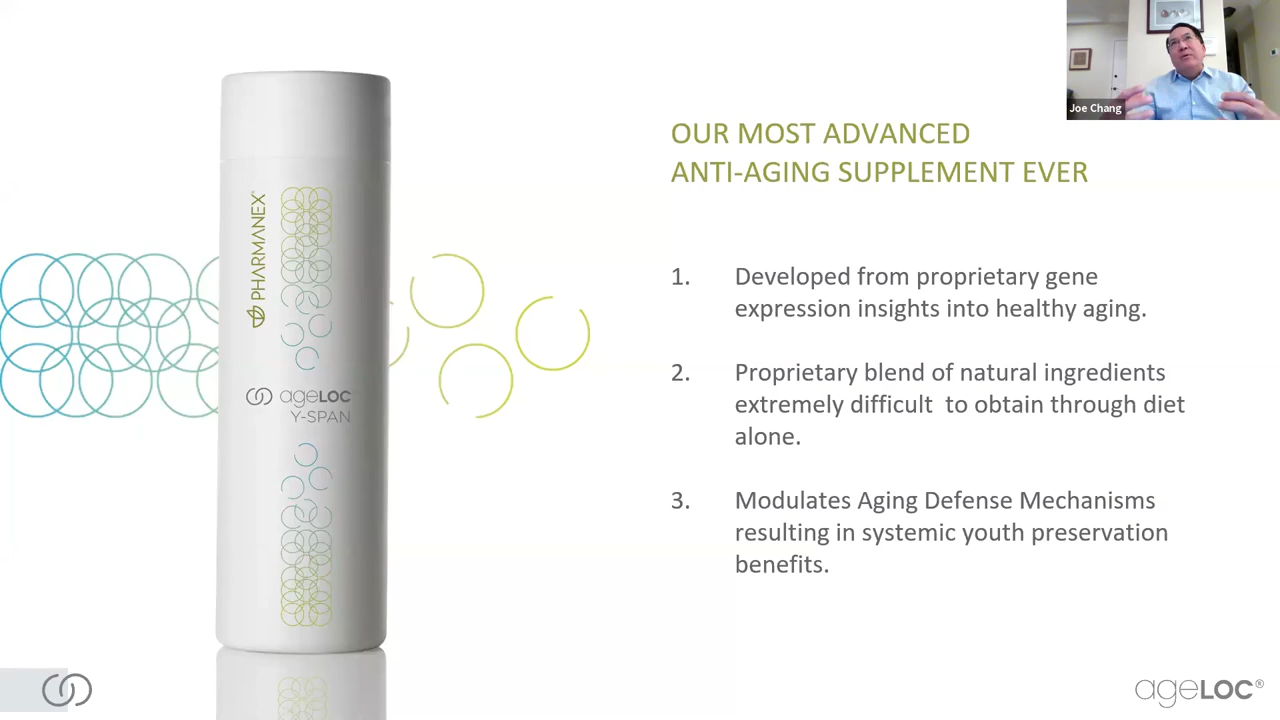 Joe Chang
OUR MOST ADVANCED
ANTI-AGING SUPPLEMENT EVER
PHARMANEX®
ageLOC
Y-SPAN
1. Developed from proprietary gene
expression insights into healthy aging.
2. Proprietary blend of natural ingredients
extremely difficult to obtain through diet
alone.
3. Modulates Aging Defense Mechanisms
resulting in systemic youth preservation
benefits.
ageLOC®